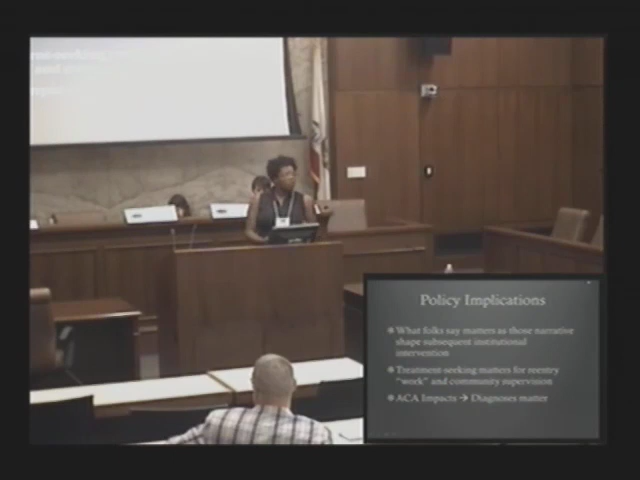 Policy Implications
What folks say matters as those narrative
shape subsequent institutional
intervention
Treatment-seeking matters for reentry
"work" and community supervision
ACA Impacts → Diagnoses matter